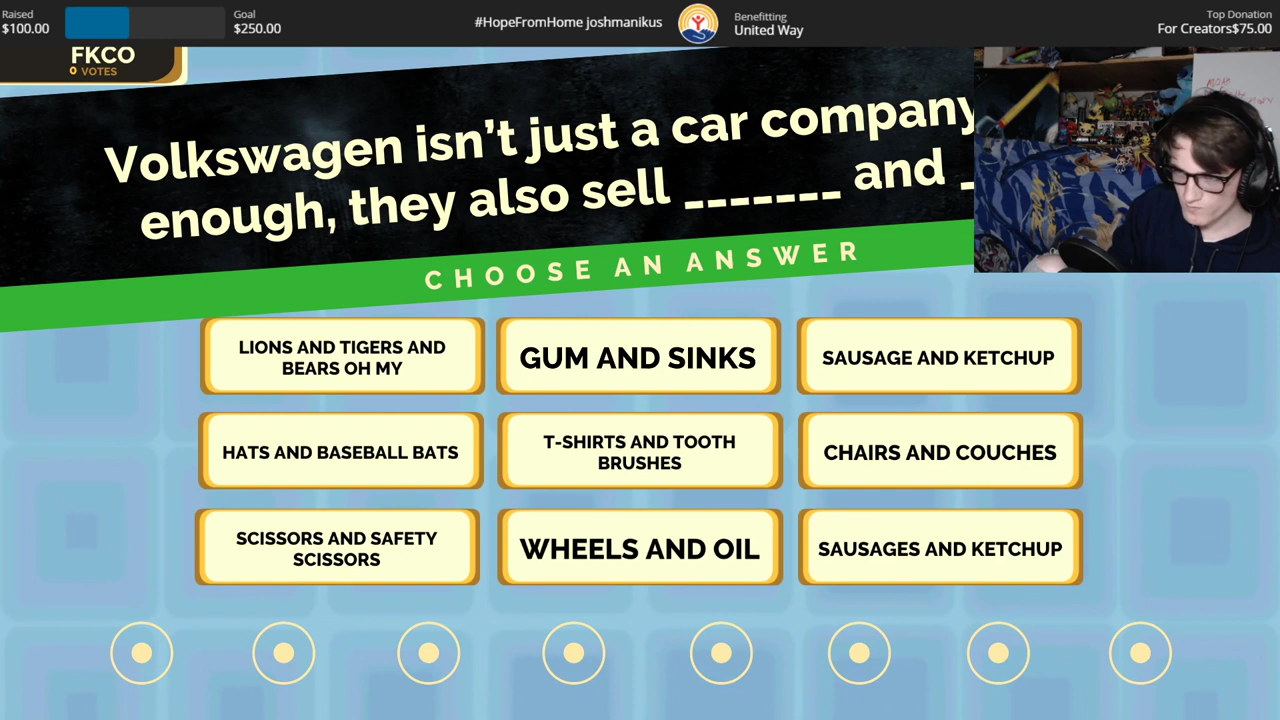 Raised
$100.00
Goal
$250.00
#HopeFromHome joshmanikus
Benefitting
United Way
Top Donation
For Creators$75.00
FKCO
0 VOTES
Volkswagen isn't just a car company
enough, they also sell _______ and _
CHOOSE AN ANSWER
LIONS AND TIGERS AND
BEARS OH MY
GUM AND SINKS
SAUSAGE AND KETCHUP
HATS AND BASEBALL BATS
T-SHIRTS AND TOOTH
BRUSHES
CHAIRS AND COUCHES
SCISSORS AND SAFETY
SCISSORS
WHEELS AND OIL
SAUSAGES AND KETCHUP